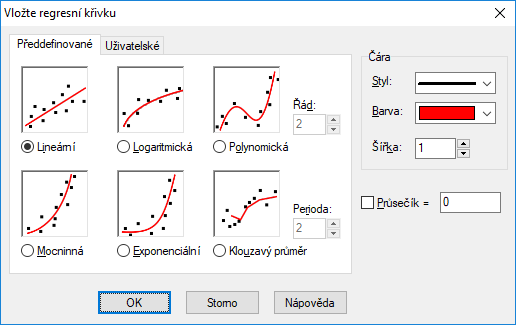 Vložte regresní křivku
Předdefinované
Uživatelské
Lineární
Logaritmická
Polynomická
Řád:
2
Mocninná
Exponenciální
Klouzavý průměr
Perioda:
2
Čára
Styl:
Barva:
Šířka:
1
Průsečík =
0
OK
Storno
Nápověda